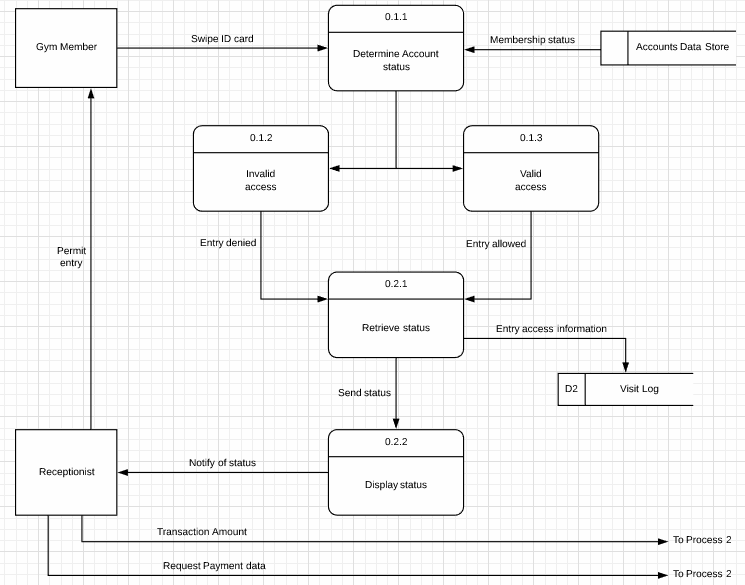 0.1.1
Gym Member
Swipe ID card
Determine Account
status
Membership status
Accounts Data Store
0.1.2
Invalid
access
0.1.3
Valid
access
Entry denied
Entry allowed
Permit
entry
0.2.1
Retrieve status
Entry access information
D2
Visit Log
Send status
0.2.2
Display status
Notify of status
Receptionist
Transaction Amount
To Process 2
Request Payment data
To Process 2